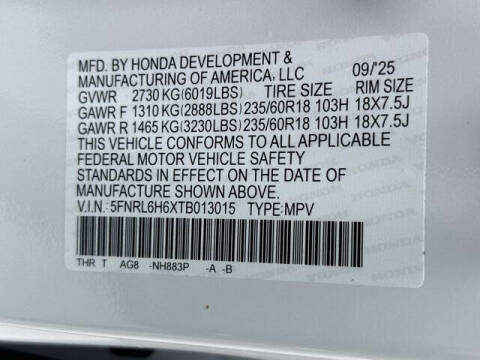 MFD. BY HONDA DEVELOPMENT &
MANUFACTURING OF AMERICA, LLC 09/'25
GVWR 2730 KG(6019LBS) TIRE SIZE RIM SIZE
GAWR F 1310 KG(2888LBS) 235/60R18 103H 18X7.5J
GAWR R 1465 KG(3230LBS) 235/60R18 103H 18X7.5J
THIS VEHICLE CONFORMS TO ALL APPLICABLE
FEDERAL MOTOR VEHICLE SAFETY
STANDARDS IN EFFECT ON THE DATE OF
MANUFACTURE SHOWN ABOVE.
V.I.N.:5FNRL6H6XTB013015 TYPE:MPV
THR T AG8 -NH883P -A -B